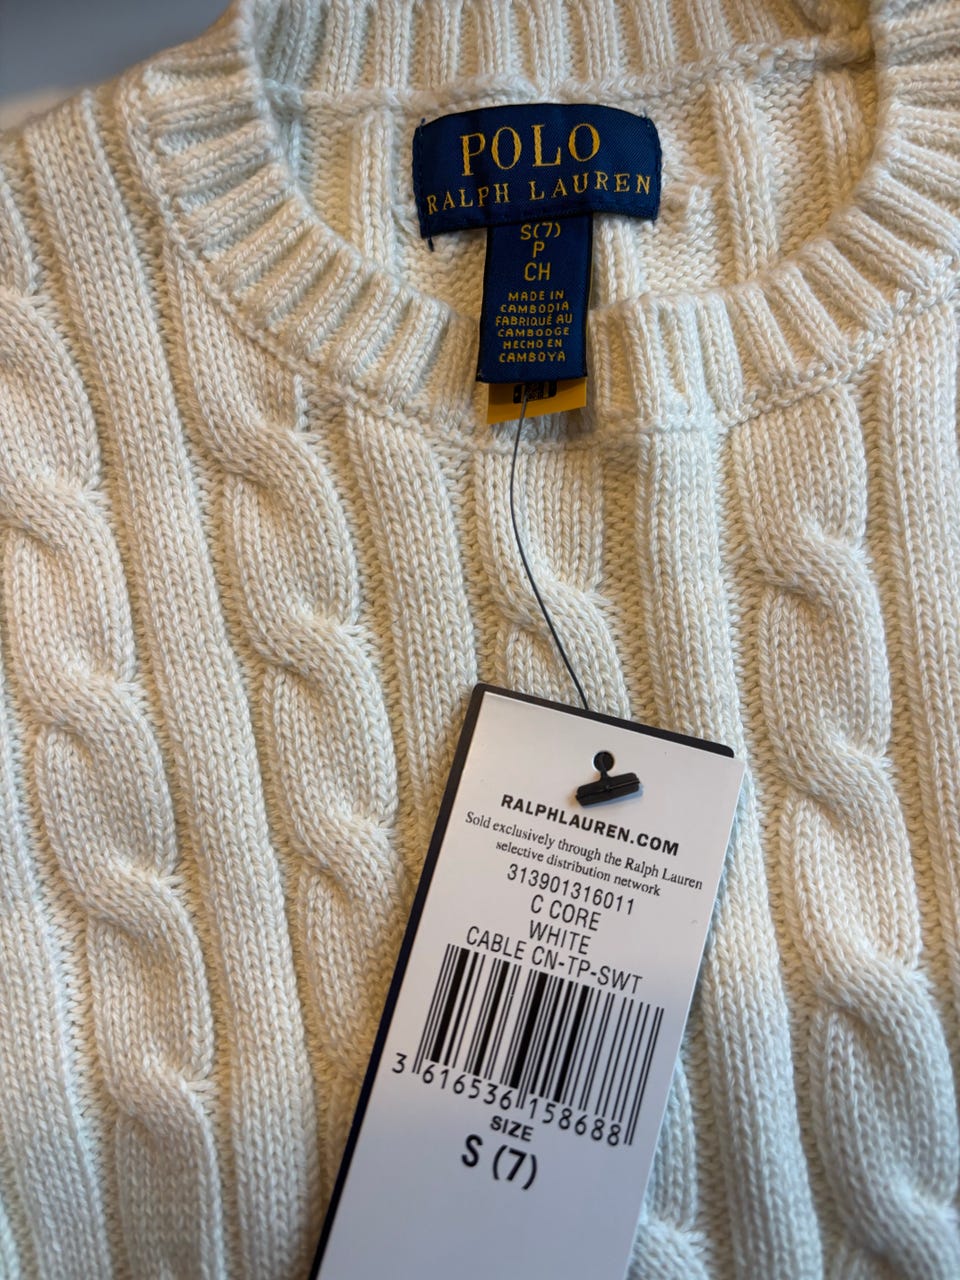 POLO
RALPH LAUREN
S(7)
P
CH
MADE IN
CAMBODIA
FABRIQUÉ AU
CAMBODGE
HECHO EN
CAMBOYA
RALPHLAUREN.COM
Sold exclusively through the Ralph Lauren
selective distribution network
313901316011
C CORE
WHITE
CABLE CN-TP-SWT
3 616536 158688
SIZE
S (7)